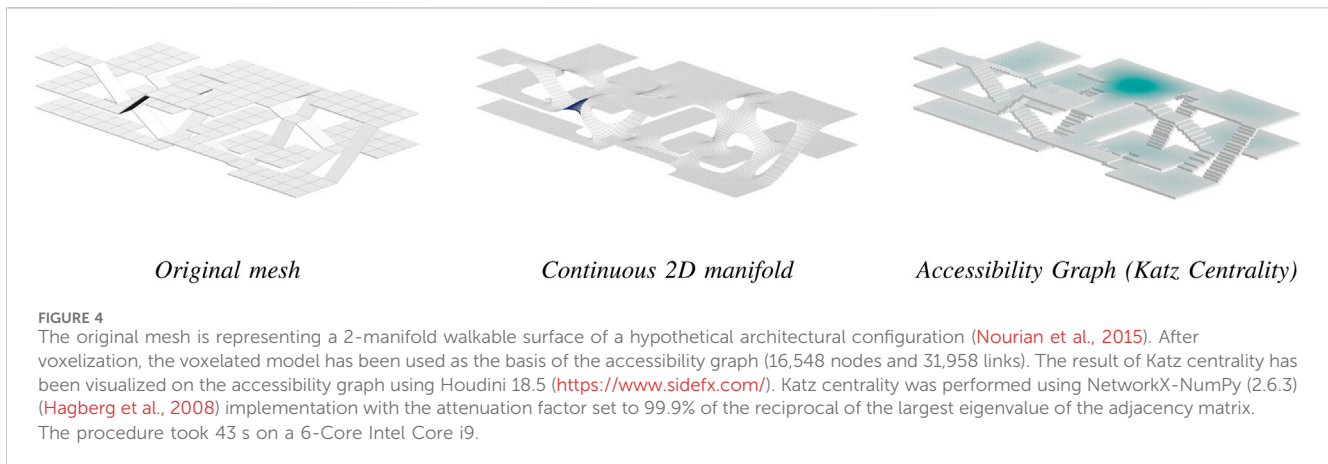 Original mesh
Continuous 2D manifold
Accessibility Graph (Katz Centrality)
FIGURE 4
The original mesh is representing a 2-manifold walkable surface of a hypothetical architectural configuration (Nourian et al., 2015). After
voxelization, the voxelated model has been used as the basis of the accessibility graph (16,548 nodes and 31,958 links). The result of Katz centrality has
been visualized on the accessibility graph using Houdini 18.5 (https://www.sidefx.com/). Katz centrality was performed using NetworkX-NumPy (2.6.3)
(Hagberg et al., 2008) implementation with the attenuation factor set to 99.9% of the reciprocal of the largest eigenvalue of the adjacency matrix.
The procedure took 43 s on a 6-Core Intel Core i9.